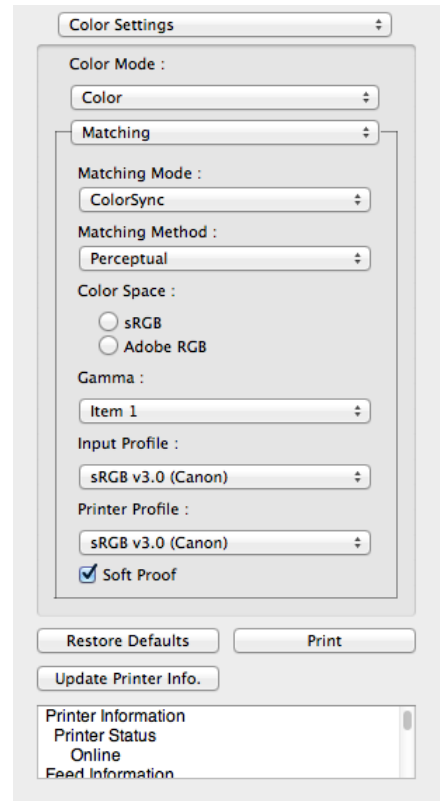 Color Settings
Color Mode :
Color
Matching
Matching Mode :
ColorSync
Matching Method :
Perceptual
Color Space :
sRGB
Adobe RGB
Gamma :
Item 1
Input Profile :
sRGB v3.0 (Canon)
Printer Profile :
sRGB v3.0 (Canon)
Soft Proof
Restore Defaults
Print
Update Printer Info.
Printer Information
Printer Status
Online
Feed Information